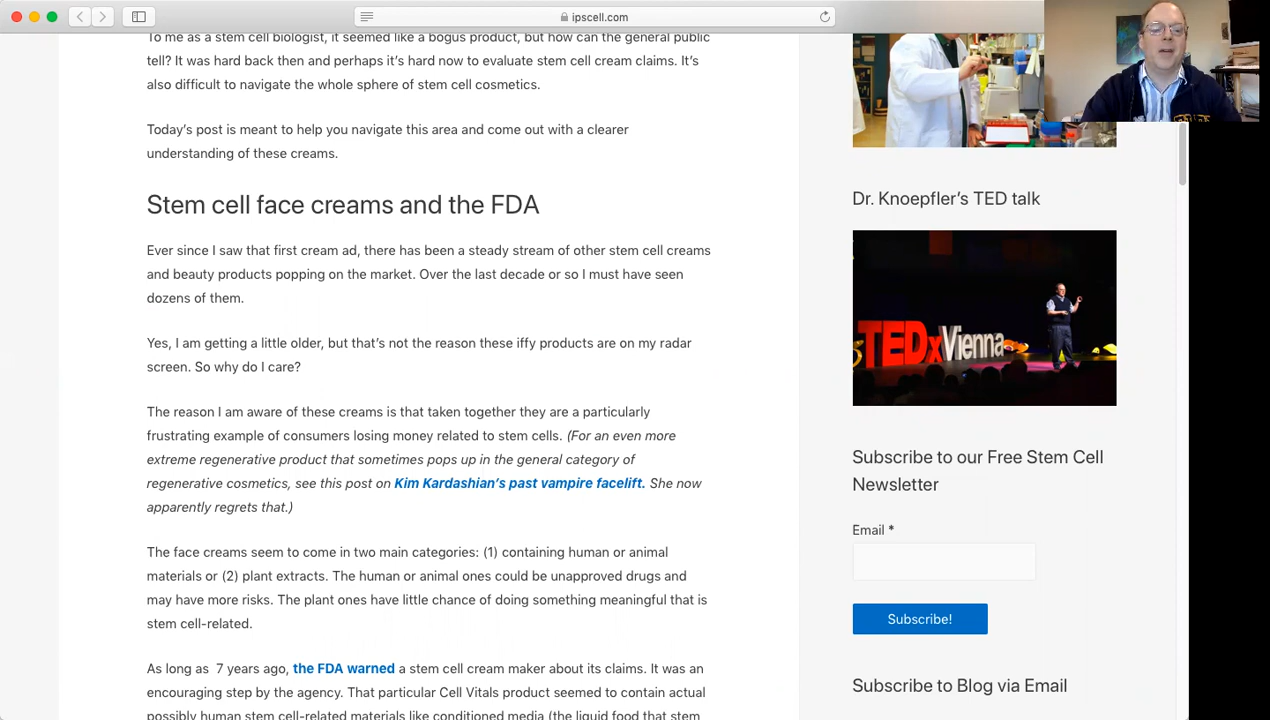 ipscell.com
To me as a stem cell biologist, it seemed like a bogus product, but how can the general public
tell? It was hard back then and perhaps it’s hard now to evaluate stem cell cream claims. It’s
also difficult to navigate the whole sphere of stem cell cosmetics.
Today’s post is meant to help you navigate this area and come out with a clearer
understanding of these creams.
Stem cell face creams and the FDA
Ever since I saw that first cream ad, there has been a steady stream of other stem cell creams
and beauty products popping on the market. Over the last decade or so I must have seen
dozens of them.
Yes, I am getting a little older, but that’s not the reason these iffy products are on my radar
screen. So why do I care?
The reason I am aware of these creams is that taken together they are a particularly
frustrating example of consumers losing money related to stem cells. (For an even more
extreme regenerative product that sometimes pops up in the general category of
regenerative cosmetics, see this post on Kim Kardashian’s past vampire facelift. She now
apparently regrets that.)
The face creams seem to come in two main categories: (1) containing human or animal
materials or (2) plant extracts. The human or animal ones could be unapproved drugs and
may have more risks. The plant ones have little chance of doing something meaningful that is
stem cell-related.
As long as 7 years ago, the FDA warned a stem cell cream maker about its claims. It was an
encouraging step by the agency. That particular Cell Vitals product seemed to contain actual
possibly human stem cell-related materials like conditioned media (the liquid food that stem
Dr. Knoepfler’s TED talk
TEDxVienna
Subscribe to our Free Stem Cell
Newsletter
Email *
Subscribe!
Subscribe to Blog via Email